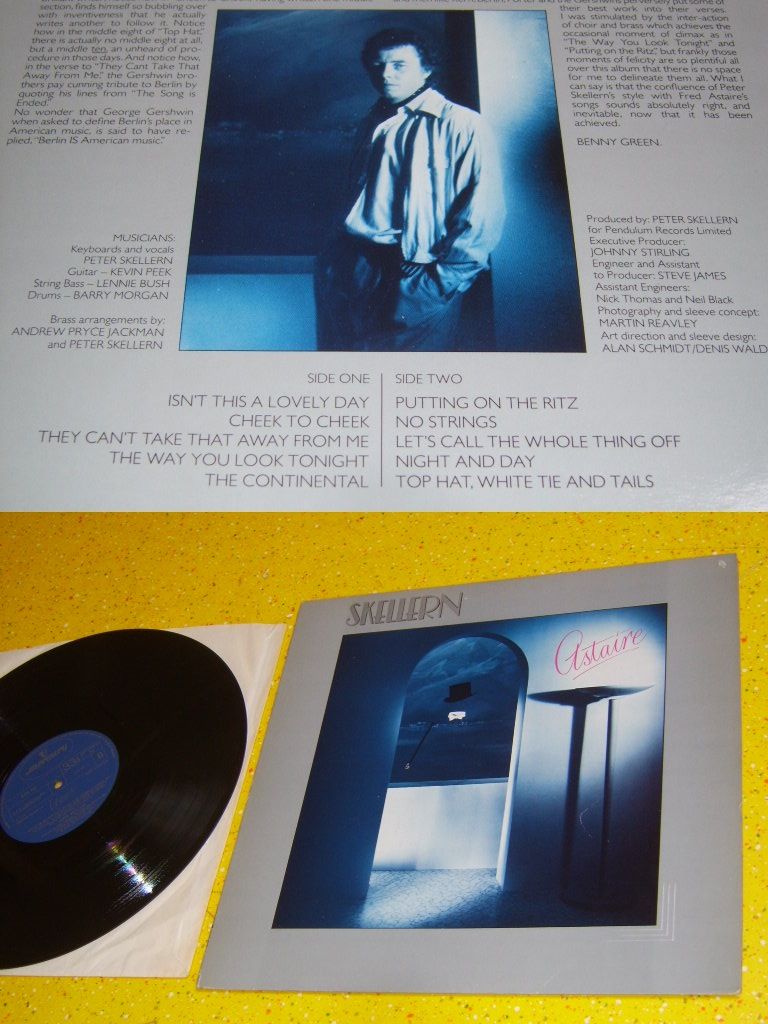 section, finds himself so bubbling over
with inventiveness that he actually
writes another to follow it. Notice
how in the middle eight of "Top Hat,"
there is actually no middle eight at all,
but a middle ten, an unheard of pro-
cedure in those days. And notice how,
in the verse to "They Cant Take That
Away From Me," the Gershwin bro-
thers pay cunning tribute to Berlin by
quoting his lines from "The Song is
Ended."
No wonder that George Gershwin
when asked to define Berlin's place in
American music, is said to have re-
plied, "Berlin IS American music."
MUSICIANS:
Keyboards and vocals
PETER SKELLERN
Guitar – KEVIN PEEK
String Bass – LENNIE BUSH
Drums – BARRY MORGAN
Brass arrangements by:
ANDREW PRYCE JACKMAN
and PETER SKELLERN
their best work into their verses.
I was stimulated by the inter-action
of choir and brass which achieves the
occasional moment of climax as in
"The Way You Look Tonight" and
"Putting on the Ritz," but frankly those
moments of felicity are so plentiful all
over this album that there is no space
for me to delineate them all. What I
can say is that the confluence of Peter
Skellern's style with Fred Astaire's
songs sounds absolutely right, and
inevitable, now that it has been
achieved.
BENNY GREEN.
Produced by: PETER SKELLERN
for Pendulum Records Limited
Executive Producer:
JOHNNY STIRLING
Engineer and Assistant
to Producer: STEVE JAMES
Assistant Engineers:
Nick Thomas and Neil Black
Photography and sleeve concept:
MARTIN REAVLEY
Art direction and sleeve design:
ALAN SCHMIDT/DENIS WALD
SIDE ONE
ISN'T THIS A LOVELY DAY
CHEEK TO CHEEK
THEY CAN'T TAKE THAT AWAY FROM ME
THE WAY YOU LOOK TONIGHT
THE CONTINENTAL
SIDE TWO
PUTTING ON THE RITZ
NO STRINGS
LET'S CALL THE WHOLE THING OFF
NIGHT AND DAY
TOP HAT, WHITE TIE AND TAILS
SKELLERN
Astaire
mercury